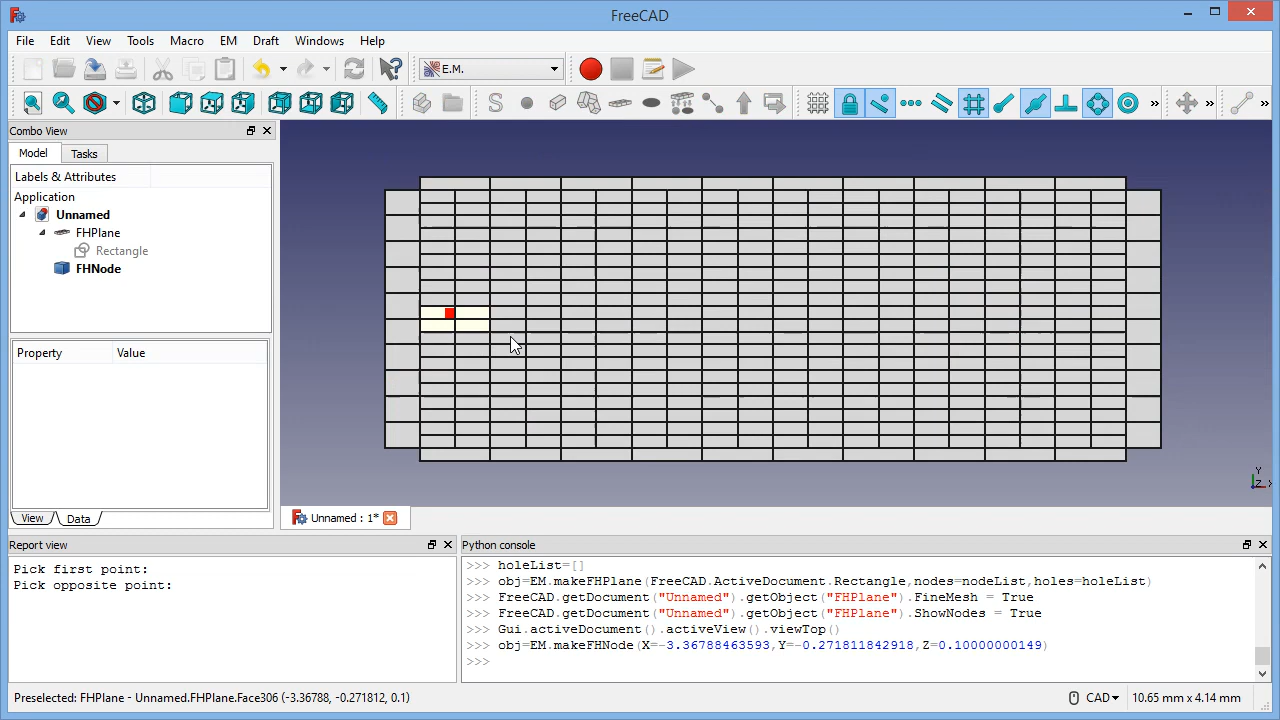 FreeCAD
File Edit View Tools Macro EM Draft Windows Help
E.M.
Combo View
Model Tasks
Labels & Attributes
Application
Unnamed
FHPlane
Rectangle
FHNode
Property Value
View Data
Unnamed : 1*
Y
Z X
Report view
Pick first point:
Pick opposite point:
Python console
>>> holeList=[]
>>> obj=EM.makeFHPlane(FreeCAD.ActiveDocument.Rectangle,nodes=nodeList,holes=holeList)
>>> FreeCAD.getDocument("Unnamed").getObject("FHPlane").FineMesh = True
>>> FreeCAD.getDocument("Unnamed").getObject("FHPlane").ShowNodes = True
>>> Gui.activeDocument().activeView().viewTop()
>>> obj=EM.makeFHNode(X=-3.36788463593,Y=-0.271811842918,Z=0.10000000149)
>>>
Preselected: FHPlane - Unnamed.FHPlane.Face306 (-3.36788, -0.271812, 0.1)
CAD
10.65 mm x 4.14 mm